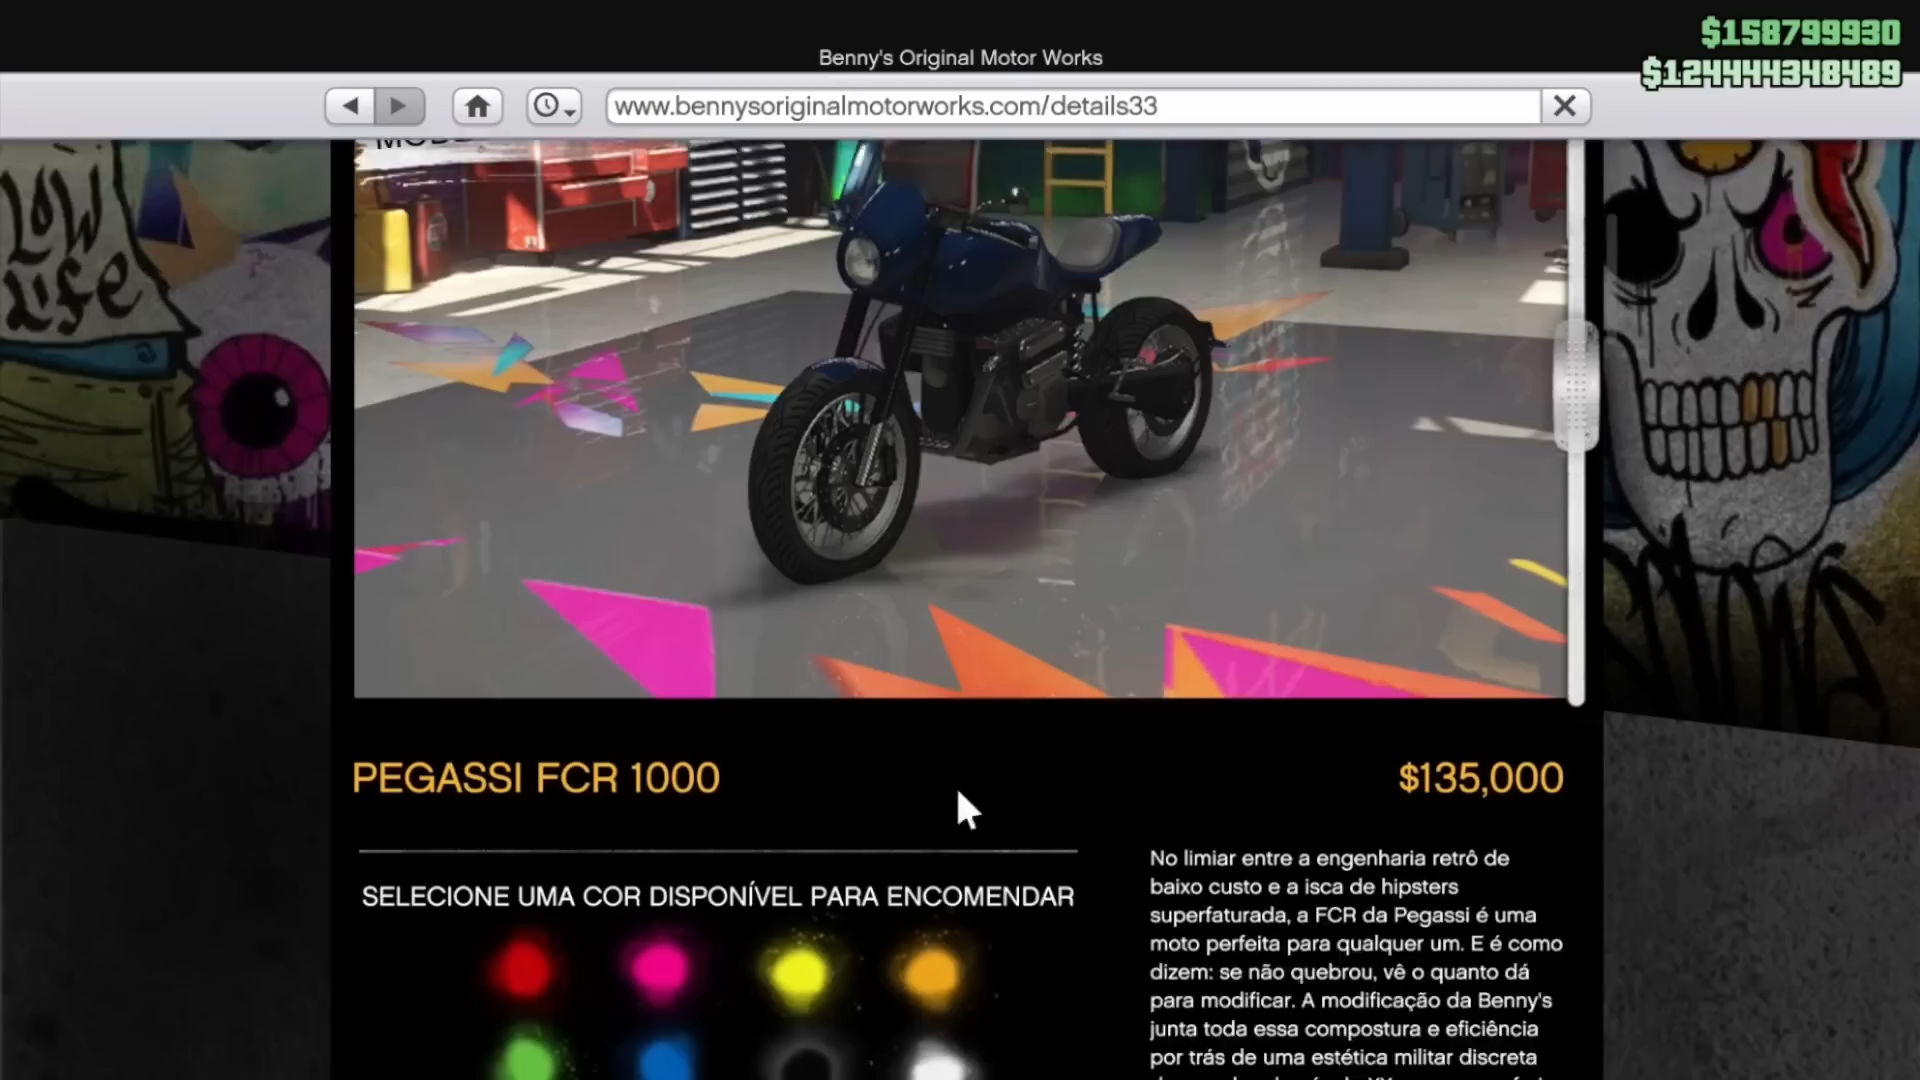 $158799930
$124444348489
Benny's Original Motor Works
www.bennysoriginalmotorworks.com/details33
LOW
LIFE
PEGASSI FCR 1000
$135,000
SELECIONE UMA COR DISPONÍVEL PARA ENCOMENDAR
No limiar entre a engenharia retrô de
baixo custo e a isca de hipsters
superfaturada, a FCR da Pegassi é uma
moto perfeita para qualquer um. E é como
dizem: se não quebrou, vê o quanto dá
para modificar. A modificação da Benny's
junta toda essa compostura e eficiência
por trás de uma estética militar discreta